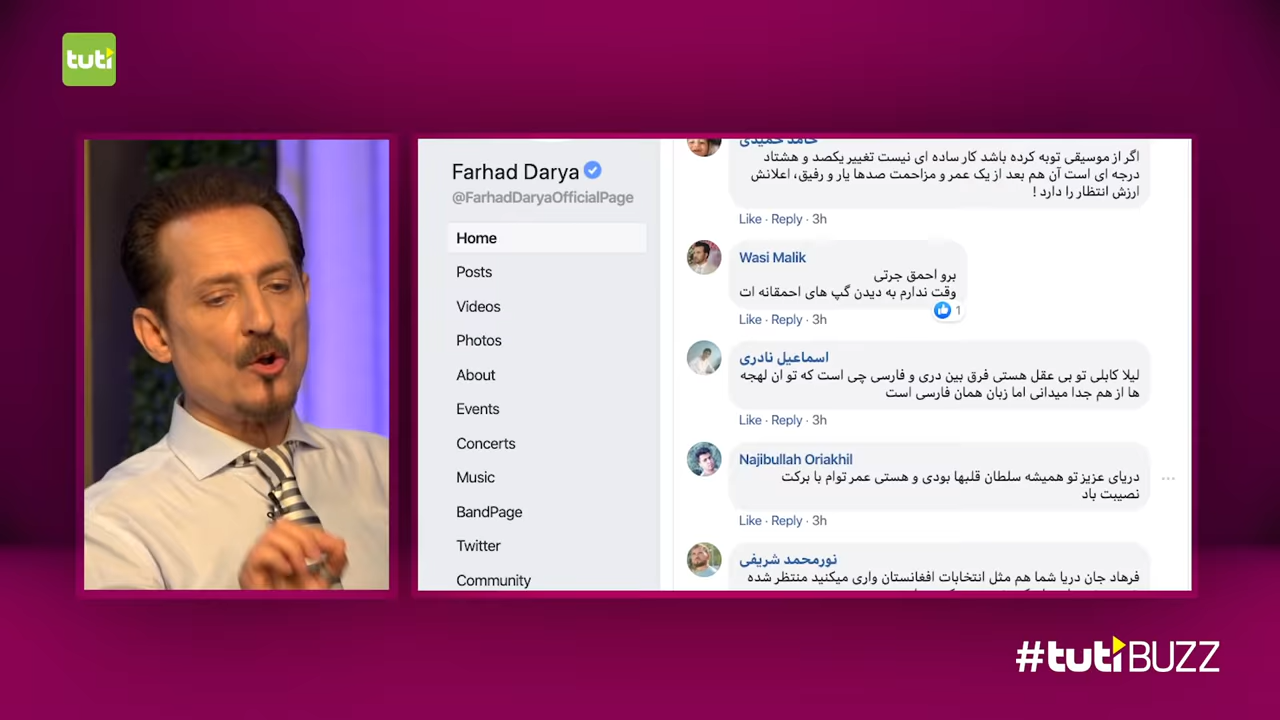 tuti
Farhad Darya
@FarhadDaryaOfficialPage
Home
Posts
Videos
Photos
About
Events
Concerts
Music
BandPage
Twitter
Community
حامد حمیدی
اگر از موسیقی توبه کرده باشد کار ساده ای نیست تغییر یکصد و هشتاد
درجه ای است آن هم بعد از یک عمر و مزاحمت صدها یار و رفیق، اعلانش
ارزش انتظار را دارد !
Like · Reply · 3h
Wasi Malik
برو احمق جرتی
وقت ندارم به دیدن گپ های احمقانه ات
1
Like · Reply · 3h
اسماعیل نادری
لیلا کابلی تو بی عقل هستی فرق بین دری و فارسی چی است که تو ان لهجه
ها از هم جدا میدانی اما زبان همان فارسی است
Like · Reply · 3h
Najibullah Oriakhil
دریای عزیز تو همیشه سلطان قلبها بودی و هستی عمر توام با برکت
نصیبت باد
Like · Reply · 3h
نورمحمد شریفی
فرهاد جان دریا شما هم مثل انتخابات افغانستان واری میکنید منتظر شده
#tutiBUZZ